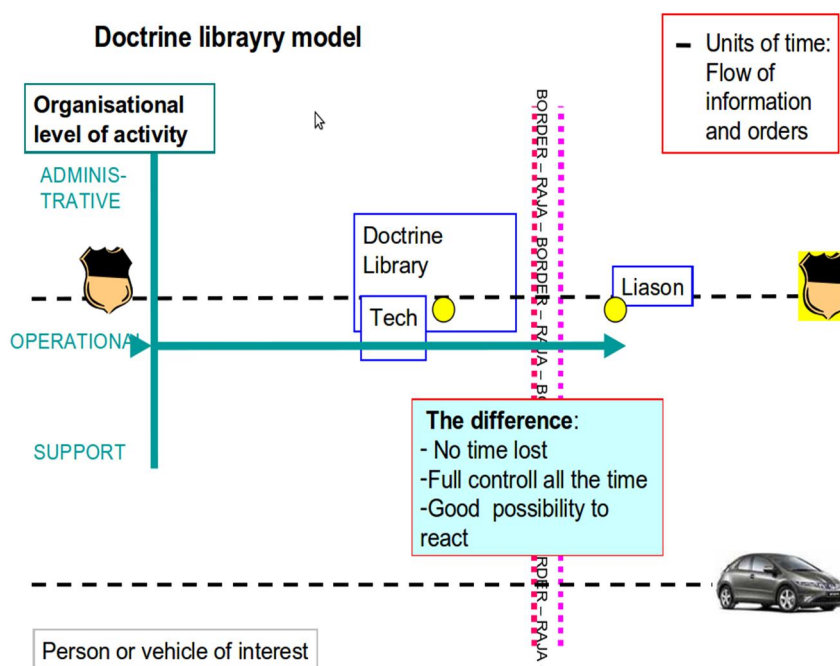 Doctrine librayry model
– Units of time:
Flow of
information
and orders
Organisational
level of activity
ADMINIS-
TRATIVE
BORDER – RAJA – BORDER – RAJA – BO
Doctrine
Library
Liason
Tech
OPERATIONAL
The difference:
- No time lost
-Full controll all the time
-Good possibility to
react
SUPPORT
RDER – RAJA
Person or vehicle of interest